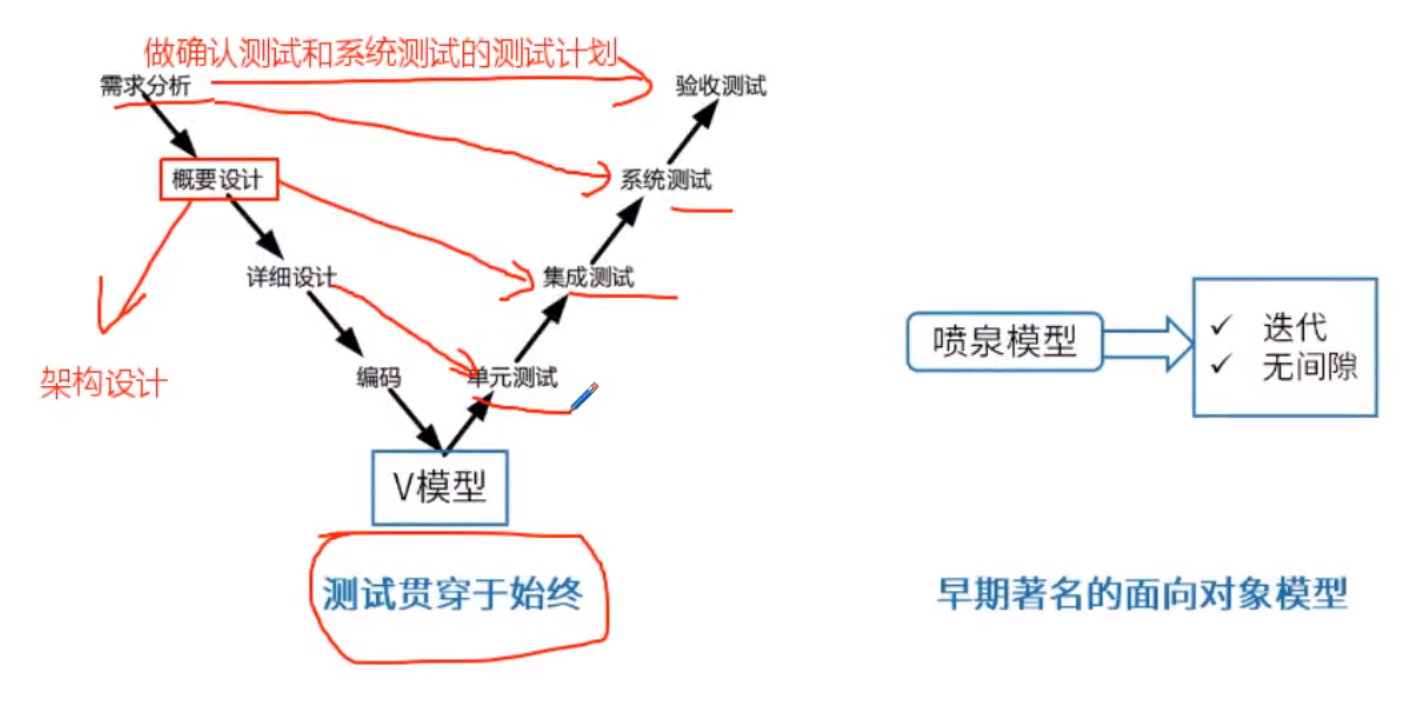 做确认测试和系统测试的测试计划
需求分析
验收测试
概要设计
系统测试
详细设计
集成测试
架构设计
编码
单元测试
V模型
测试贯穿于始终
喷泉模型
✓ 迭代
✓ 无间隙
早期著名的面向对象模型